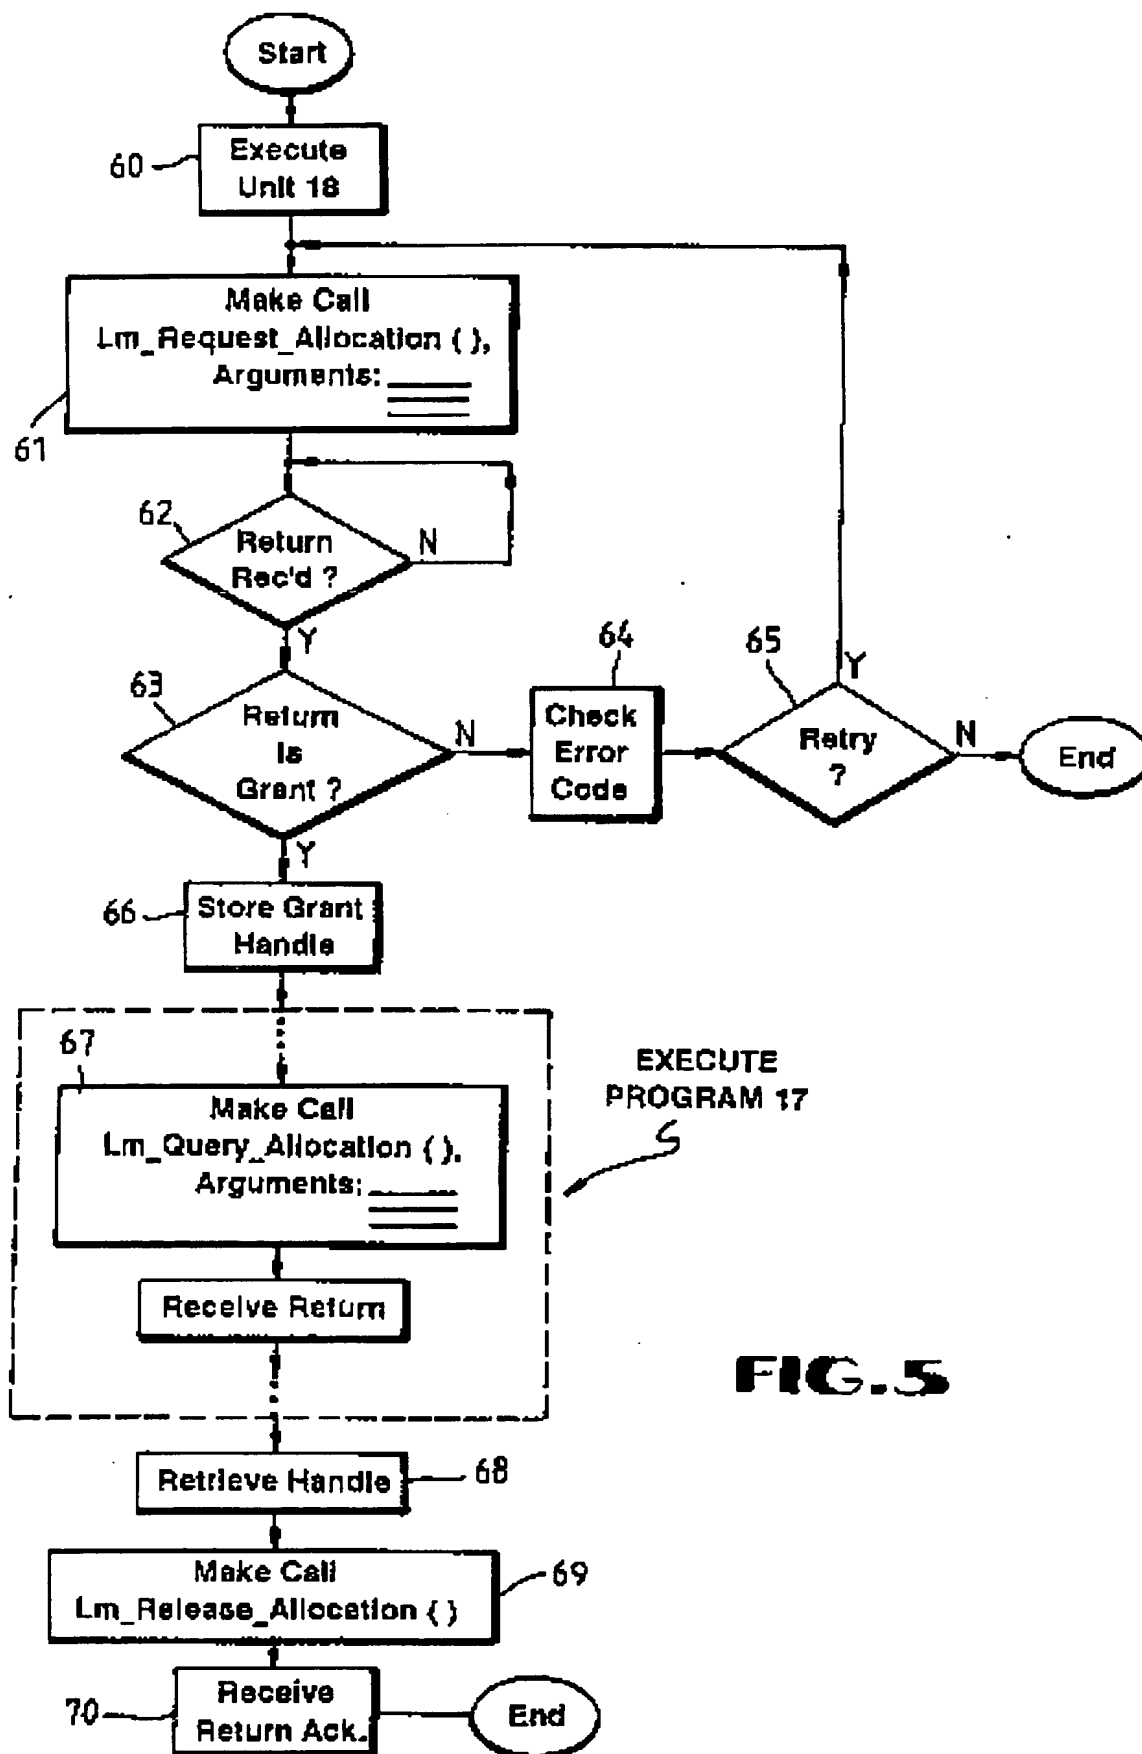 Start
60
Execute
Unit 18
Make Call
Lm_Request_Allocation ( ),
Arguments:
61
62
Return
Rec'd ?
N
Y
63
Return
Is
Grant ?
N
64
Check
Error
Code
65
Retry
?
Y
N
End
Y
66
Store Grant
Handle
67
Make Call
Lm_Query_Allocation ( ),
Arguments:
EXECUTE
PROGRAM 17
Receive Return
FIG.5
Retrieve Handle
68
Make Call
Lm_Release_Allocation ( )
69
70
Receive
Return Ack.
End